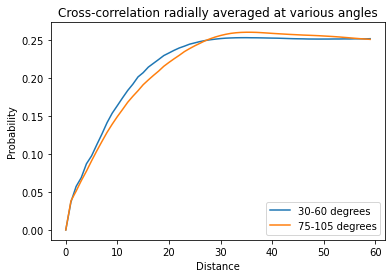 Cross-correlation radially averaged at various angles
0.25
0.20
0.15
0.10
0.05
0.00
Probability
30-60 degrees
75-105 degrees
0 10 20 30 40 50 60
Distance